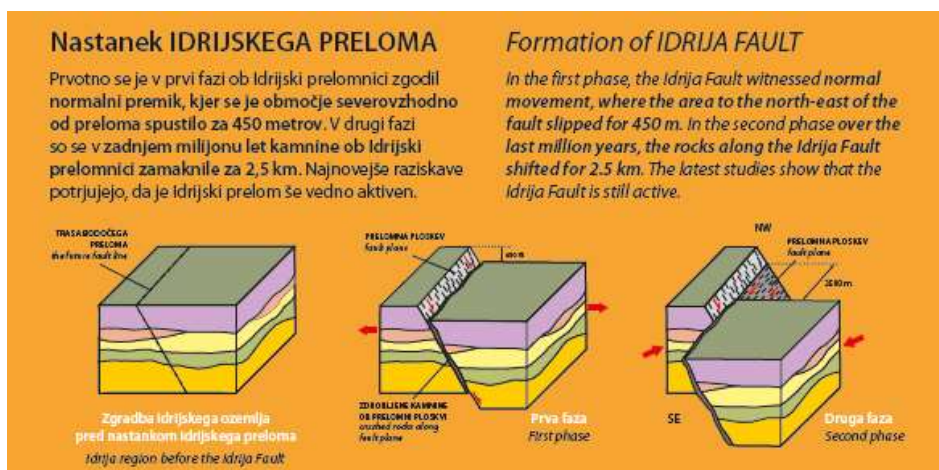 Nastanek IDRIJSKEGA PRELOMA
Prvotno se je v prvi fazi ob Idrijski prelomnici zgodil
normalni premik, kjer se je območje severovzhodno
od preloma spustilo za 450 metrov. V drugi fazi
so se v zadnjem milijonu let kamnine ob Idrijski
prelomnici zamaknile za 2,5 km. Najnovejše raziskave
potrjujejo, da je Idrijski prelom še vedno aktiven.
Formation of IDRIJA FAULT
In the first phase, the Idrija Fault witnessed normal
movement, where the area to the north-east of the
fault slipped for 450 m. In the second phase over the
last million years, the rocks along the Idrija Fault
shifted for 2.5 km. The latest studies show that the
Idrija Fault is still active.
TRASA BODOČEGA
PRELOMA
the future fault line
Zgradba idrijskega ozemlja
pred nastankom Idrijskega preloma
Idrija region before the Idrija Fault
PRELOMNA PLOSKEV
fault plane
450 m
ZDROBLJENE KAMNINE
OB PRELOMNI PLOSKVI
crushed rocks along
fault plane
Prva faza
First phase
NW
PRELOMNA PLOSKEV
fault plane
2500 m
SE
Druga faza
Second phase